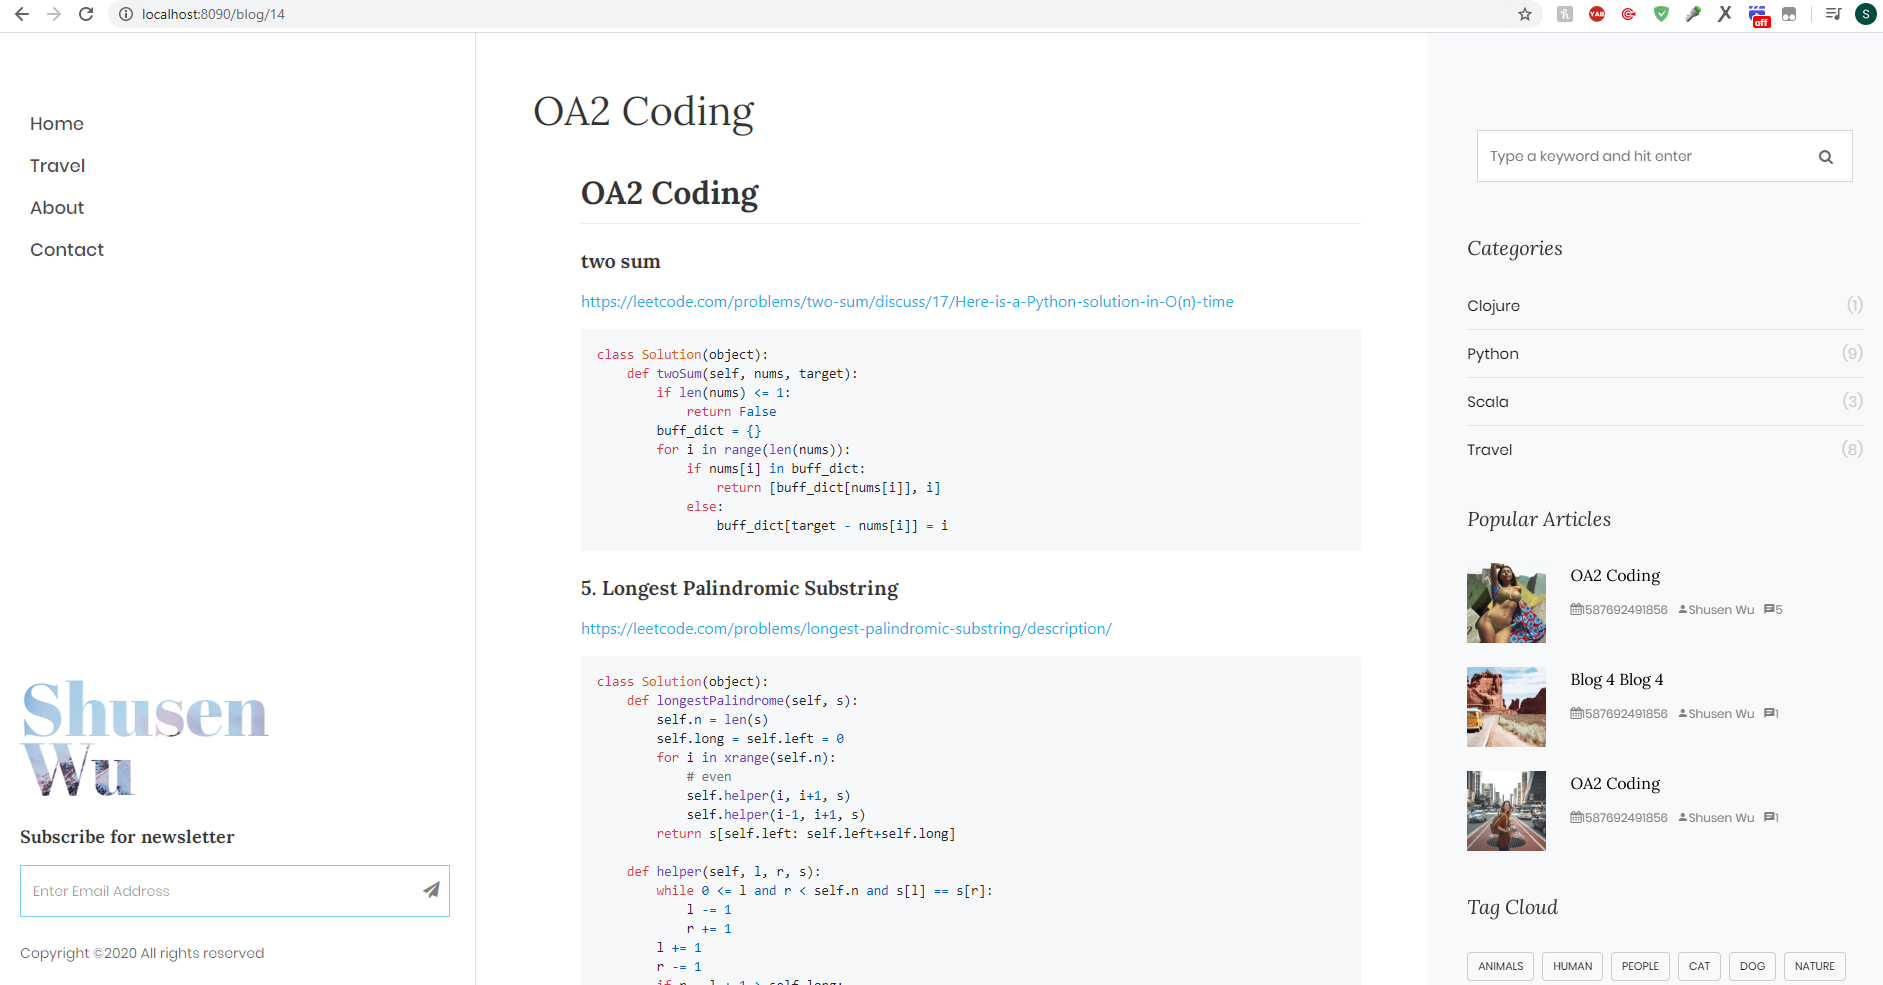 localhost:8090/blog/14
YAB
off
S
Home
Travel
About
Contact
Shusen
Wu
Subscribe for newsletter
Enter Email Address
Copyright ©2020 All rights reserved
OA2 Coding
OA2 Coding
two sum
https://leetcode.com/problems/two-sum/discuss/17/Here-is-a-Python-solution-in-O(n)-time
class Solution(object):
    def twoSum(self, nums, target):
        if len(nums) <= 1:
            return False
        buff_dict = {}
        for i in range(len(nums)):
            if nums[i] in buff_dict:
                return [buff_dict[nums[i]], i]
            else:
                buff_dict[target - nums[i]] = i
5. Longest Palindromic Substring
https://leetcode.com/problems/longest-palindromic-substring/description/
class Solution(object):
    def longestPalindrome(self, s):
        self.n = len(s)
        self.long = self.left = 0
        for i in xrange(self.n):
            # even
            self.helper(i, i+1, s)
            self.helper(i-1, i+1, s)
        return s[self.left: self.left+self.long]
    def helper(self, l, r, s):
        while 0 <= l and r < self.n and s[l] == s[r]:
            l -= 1
            r += 1
        l += 1
        r -= 1
        if r - l + 1 > self.long:
Type a keyword and hit enter
Categories
Clojure (1)
Python (9)
Scala (3)
Travel (8)
Popular Articles
OA2 Coding
1587692491856 Shusen Wu 5
Blog 4 Blog 4
1587692491856 Shusen Wu 1
OA2 Coding
1587692491856 Shusen Wu 1
Tag Cloud
ANIMALS HUMAN PEOPLE CAT DOG NATURE